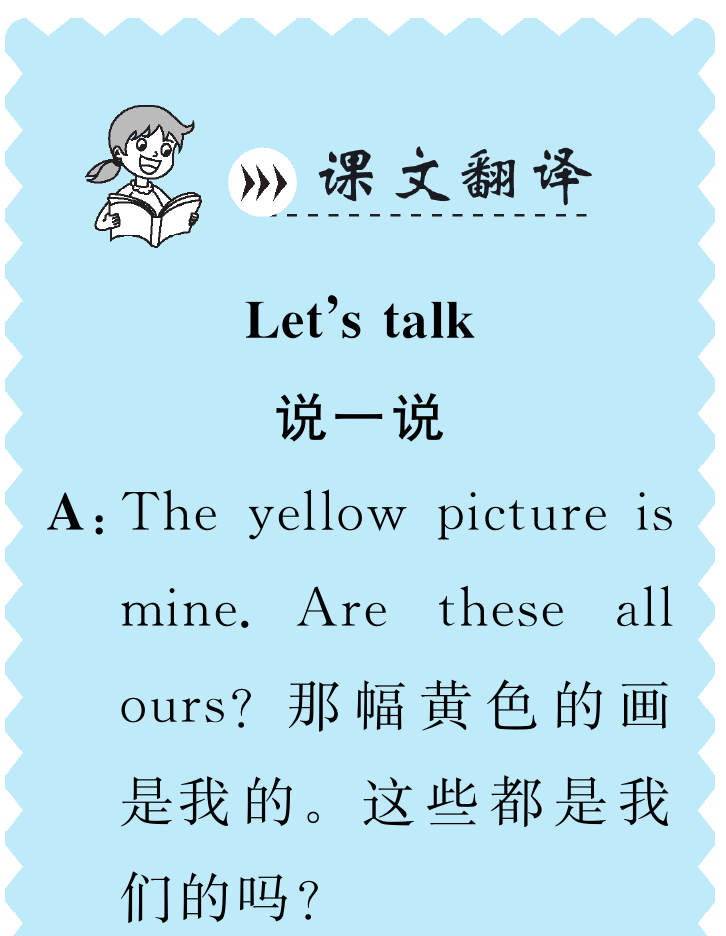 课文翻译
Let's talk
说一说
A:The yellow picture is
mine. Are these all
ours? 那幅黄色的画
是我的。这些都是我
们的吗?